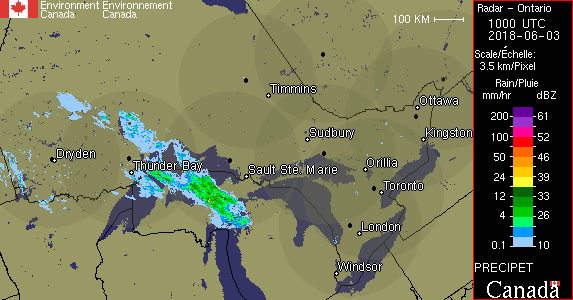 Environment Environnement
Canada Canada
100 KM
Timmins
Ottawa
Sudbury
Kingston
Dryden
Thunder Bay
Sault Ste. Marie
Orillia
Toronto
London
Windsor
Radar - Ontario
1000 UTC
2018-06-03
Scale/Échelle:
3.5 km/Pixel
Rain/Pluie
mm/hr dBZ
200 61
100 52
50 46
24 39
12 33
4 26
0.1 10
PRECIPET
Canada